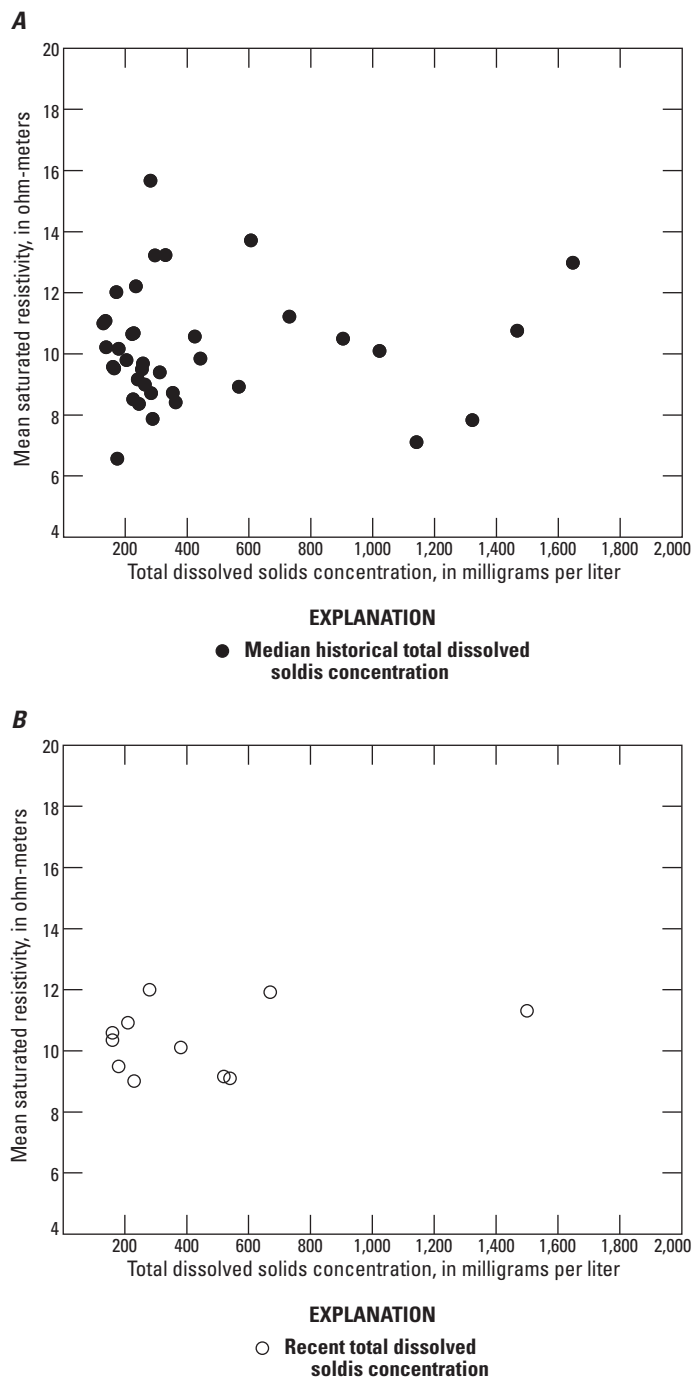 A
20
18
16
14
12
10
8
6
4
Mean saturated resistivity, in ohm-meters
200 400 600 800 1,000 1,200 1,400 1,600 1,800 2,000
Total dissolved solids concentration, in milligrams per liter
EXPLANATION
Median historical total dissolved
soldis concentration
B
20
18
16
14
12
10
8
6
4
Mean saturated resistivity, in ohm-meters
200 400 600 800 1,000 1,200 1,400 1,600 1,800 2,000
Total dissolved solids concentration, in milligrams per liter
EXPLANATION
Recent total dissolved
soldis concentration